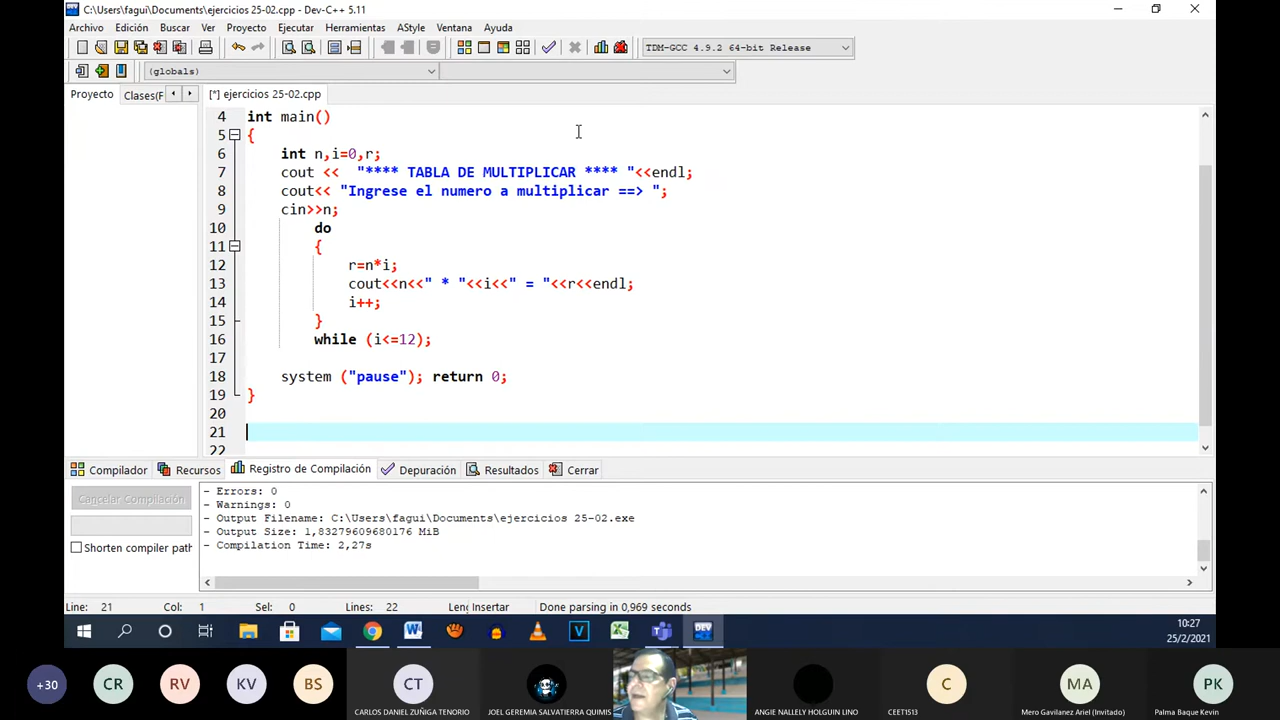 C:\Users\fagui\Documents\ejercicios 25-02.cpp - Dev-C++ 5.11
Archivo Edición Buscar Ver Proyecto Ejecutar Herramientas AStyle Ventana Ayuda
TDM-GCC 4.9.2 64-bit Release
(globals)
Proyecto Clases(F [*] ejercicios 25-02.cpp
4 int main()
5 {
6 int n,i=0,r;
7 cout << "**** TABLA DE MULTIPLICAR **** "<<endl;
8 cout<< "Ingrese el numero a multiplicar ==> ";
9 cin>>n;
10 do
11 {
12 r=n*i;
13 cout<<n<<" * "<<i<<" = "<<r<<endl;
14 i++;
15 }
16 while (i<=12);
17
18 system ("pause"); return 0;
19 }
20
21
22
Compilador Recursos Registro de Compilación Depuración Resultados Cerrar
Cancelar Compilación
Shorten compiler path
- Errors: 0
- Warnings: 0
- Output Filename: C:\Users\fagui\Documents\ejercicios 25-02.exe
- Output Size: 1,83279609680176 MiB
- Compilation Time: 2,27s
Line: 21 Col: 1 Sel: 0 Lines: 22 Leng Insertar Done parsing in 0,969 seconds
DEV
10:27
25/2/2021
+30 CR RV KV BS CT C MA PK
CARLOS DANIEL ZUÑIGA TENORIO JOEL GEREMIA SALVATIERRA QUIMIS ANGIE NALLELY HOLGUIN LINO CEET1513 Mero Gavilanez Ariel (Invitado) Palma Baque Kevin